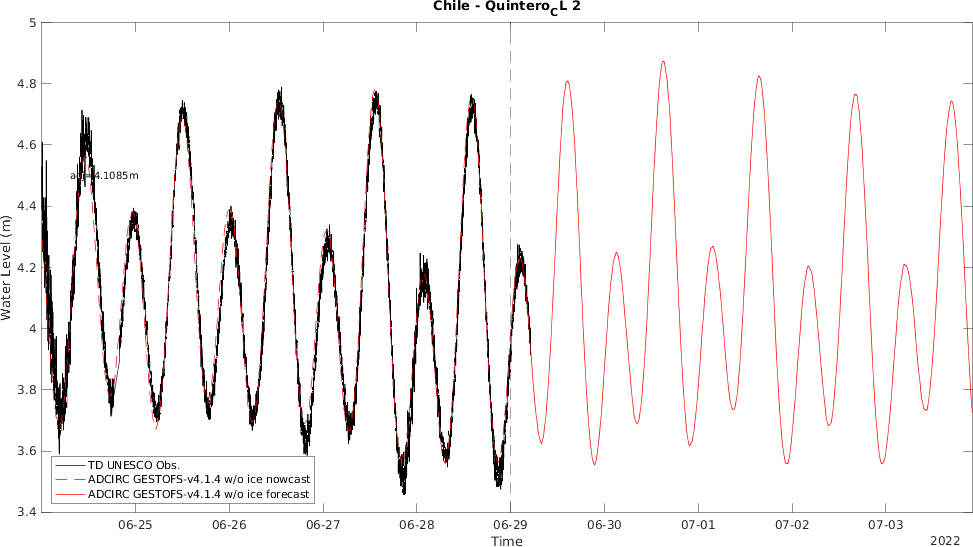 Chile - Quintero_CL 2
5
4.8
4.6
4.4
4.2
4
3.8
3.6
3.4
Water Level (m)
4.1085m
TD UNESCO Obs.
ADCIRC GESTOFS-v4.1.4 w/o ice nowcast
ADCIRC GESTOFS-v4.1.4 w/o ice forecast
06-25 06-26 06-27 06-28 06-29 06-30 07-01 07-02 07-03
Time
2022